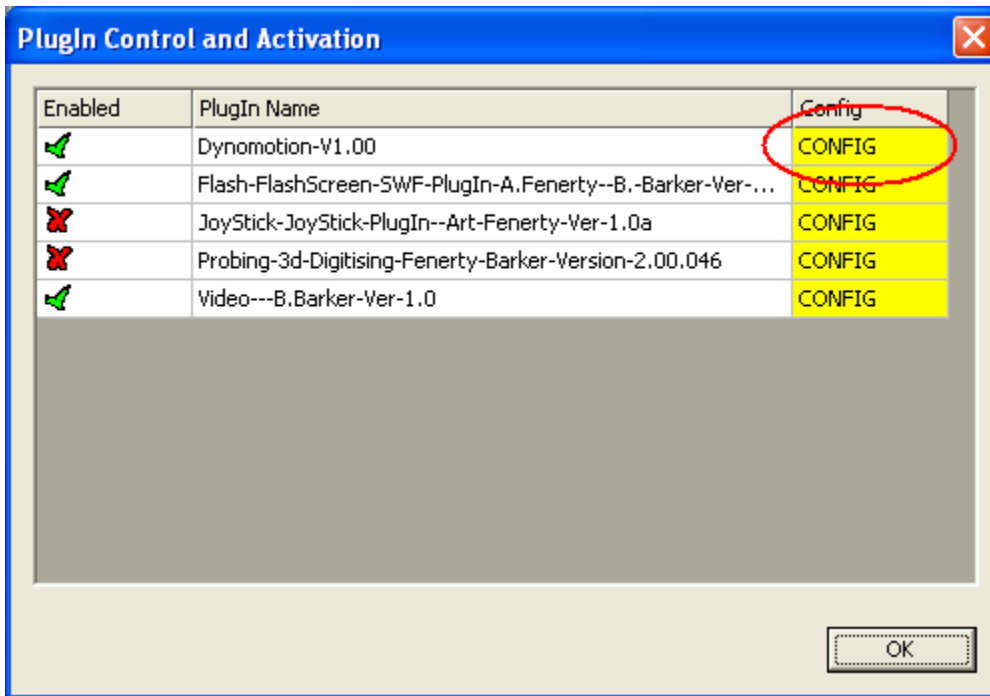 PlugIn Control and Activation
Enabled PlugIn Name Config
Dynomotion-V1.00 CONFIG
Flash-FlashScreen-SWF-PlugIn-A.Fenerty--B.-Barker-Ver-... CONFIG
JoyStick-JoyStick-PlugIn--Art-Fenerty-Ver-1.0a CONFIG
Probing-3d-Digitising-Fenerty-Barker-Version-2.00.046 CONFIG
Video---B.Barker-Ver-1.0 CONFIG
OK